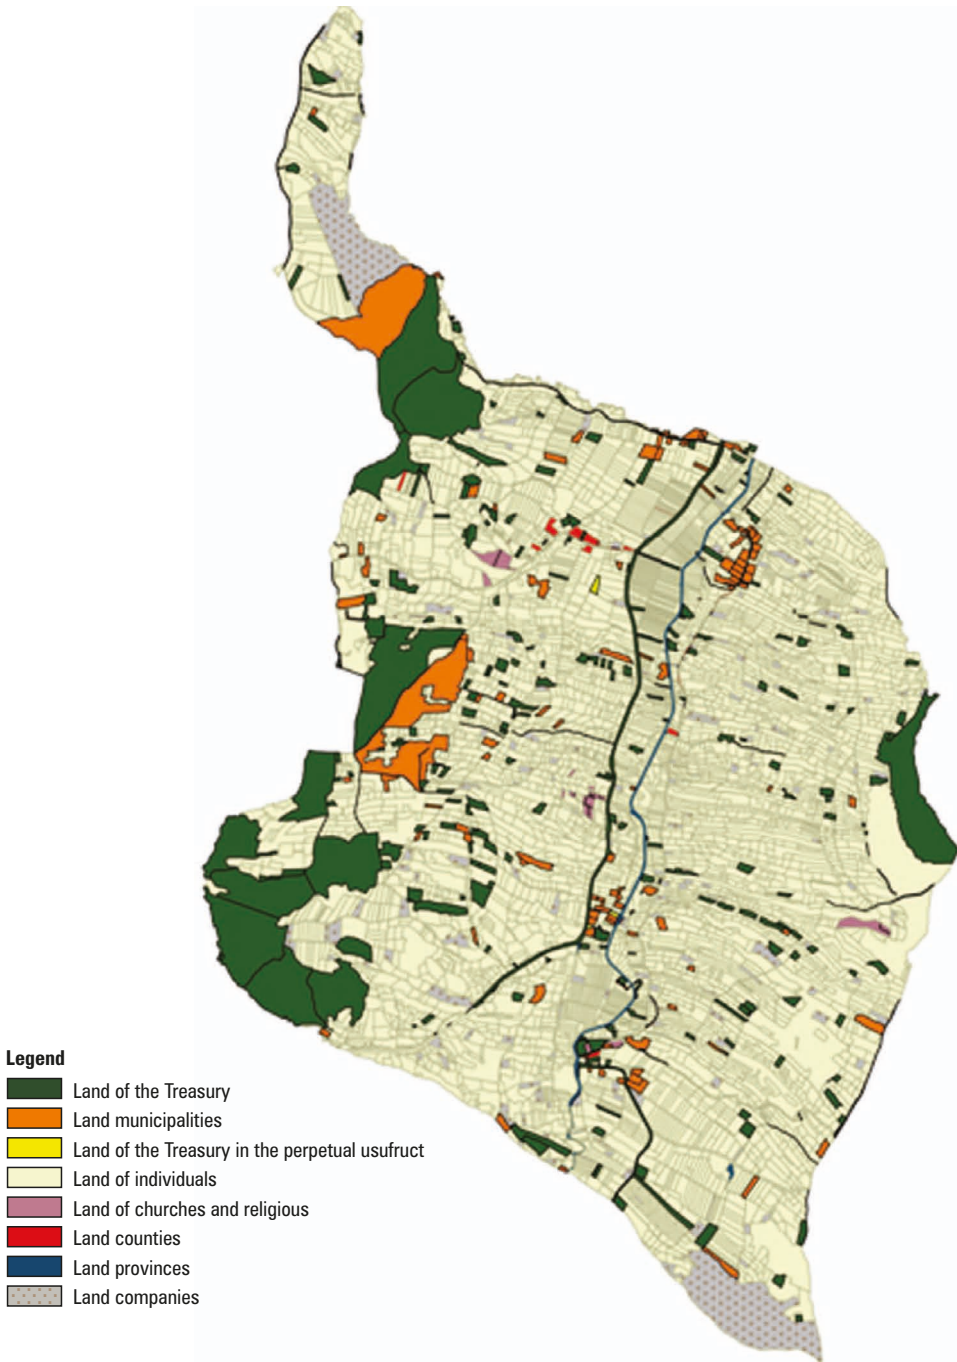 Legend
Land of the Treasury
Land municipalities
Land of the Treasury in the perpetual usufruct
Land of individuals
Land of churches and religious
Land counties
Land provinces
Land companies